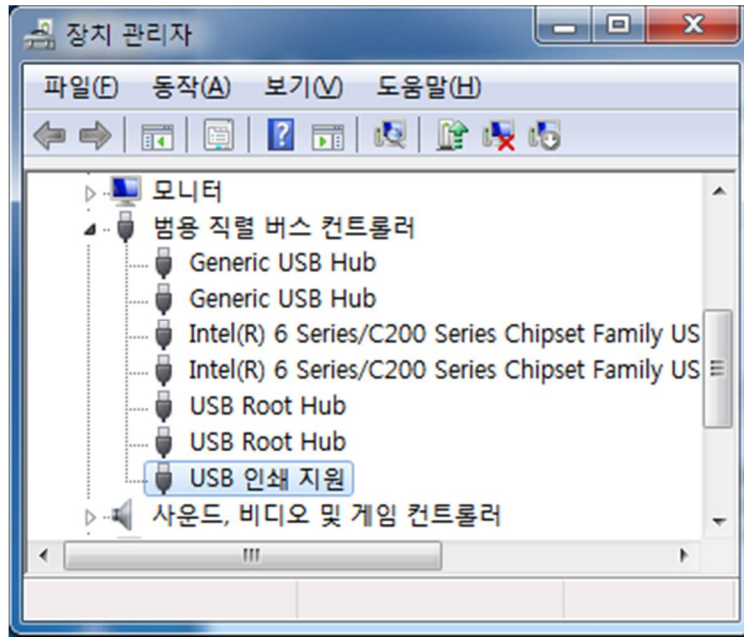 장치 관리자
파일(F) 동작(A) 보기(V) 도움말(H)
모니터
범용 직렬 버스 컨트롤러
Generic USB Hub
Generic USB Hub
Intel(R) 6 Series/C200 Series Chipset Family US
Intel(R) 6 Series/C200 Series Chipset Family US
USB Root Hub
USB Root Hub
USB 인쇄 지원
사운드, 비디오 및 게임 컨트롤러